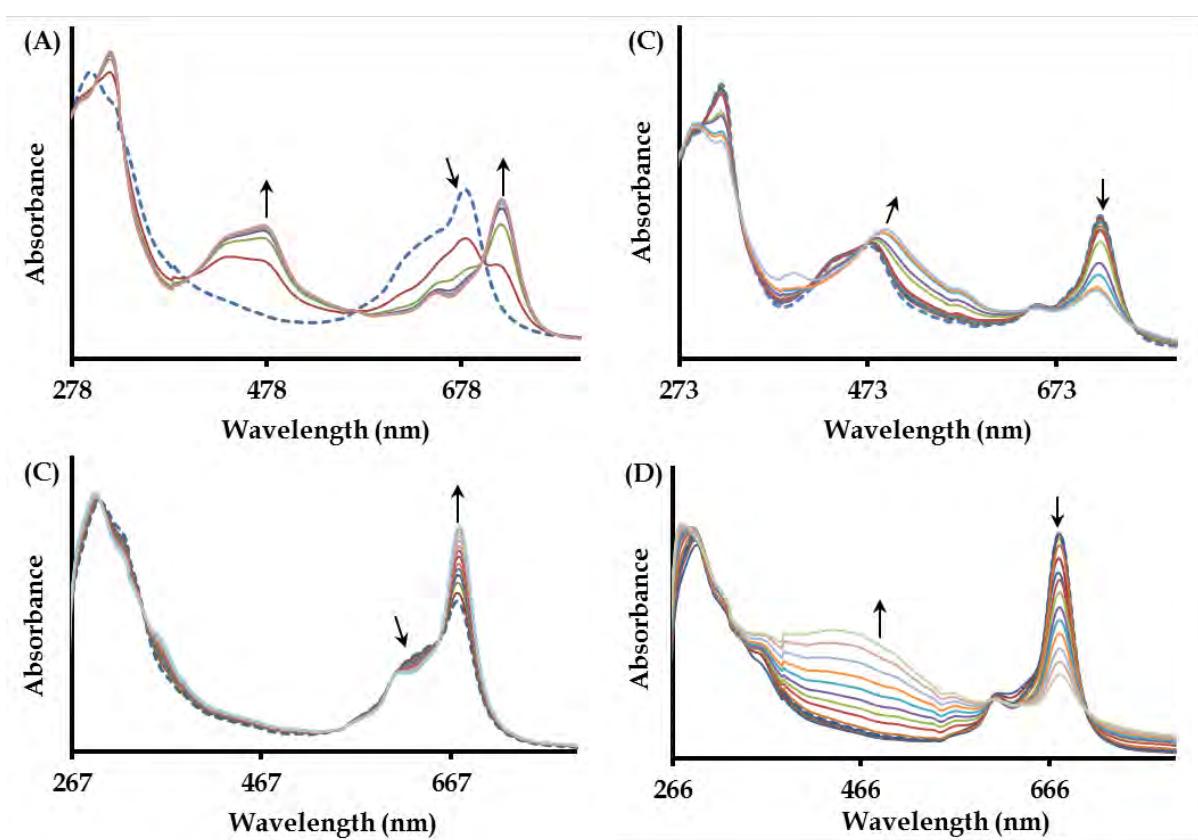 (A)
Absorbance
278 478 678
Wavelength (nm)
(C)
Absorbance
273 473 673
Wavelength (nm)
(C)
Absorbance
267 467 667
Wavelength (nm)
(D)
Absorbance
266 466 666
Wavelength (nm)